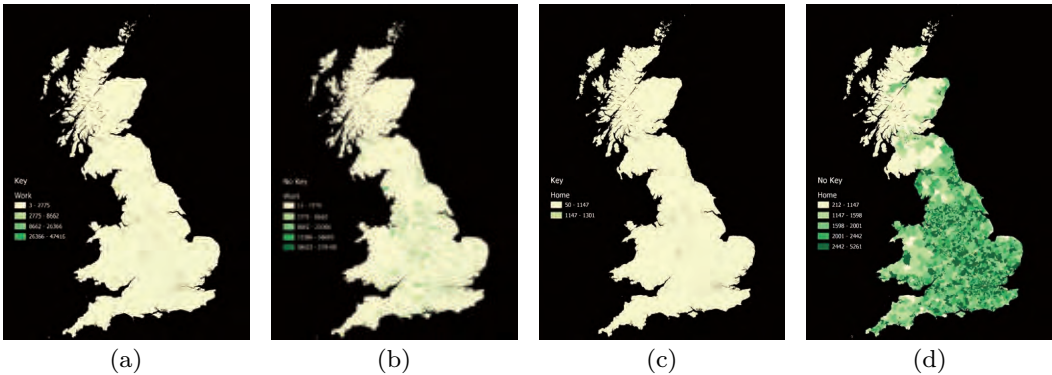 Key
Work
3 - 2775
2775 - 8662
8662 - 26366
26366 - 47416
No Key
Work
Key
Home
50 - 1147
1147 - 1301
No Key
Home
212 - 1147
1147 - 1598
1598 - 2001
2001 - 2442
2442 - 5261
(a)
(b)
(c)
(d)